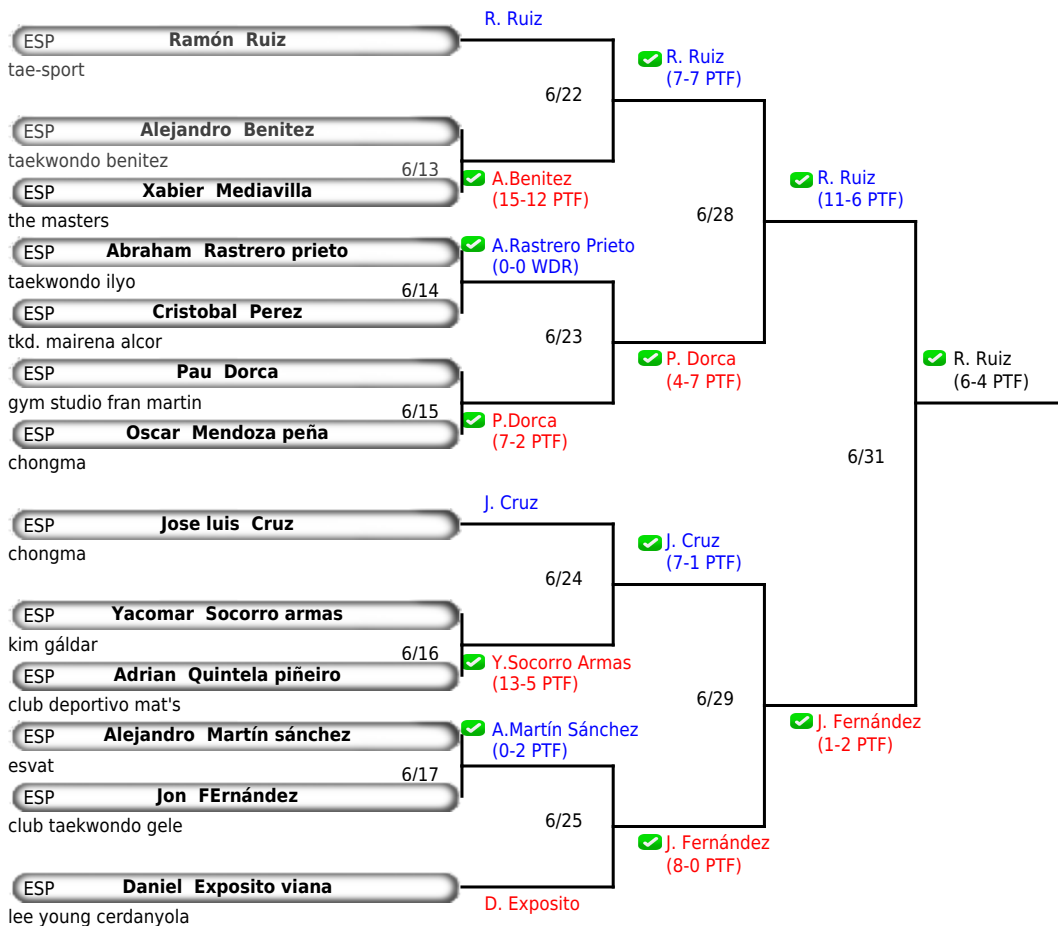 R. Ruiz
ESP Ramón Ruiz
tae-sport
✅ R. Ruiz
(7-7 PTF)
6/22
ESP Alejandro Benitez
taekwondo benitez
6/13
✅ A.Benitez
(15-12 PTF)
ESP Xabier Mediavilla
the masters
✅ R. Ruiz
(11-6 PTF)
6/28
ESP Abraham Rastrero prieto
taekwondo ilyo
✅ A.Rastrero Prieto
(0-0 WDR)
6/14
ESP Cristobal Perez
tkd. mairena alcor
6/23
✅ P. Dorca
(4-7 PTF)
ESP Pau Dorca
gym studio fran martin
6/15
✅ P.Dorca
(7-2 PTF)
ESP Oscar Mendoza peña
chongma
✅ R. Ruiz
(6-4 PTF)
6/31
J. Cruz
ESP Jose luis Cruz
chongma
✅ J. Cruz
(7-1 PTF)
6/24
ESP Yacomar Socorro armas
kim gáldar
6/16
✅ Y.Socorro Armas
(13-5 PTF)
ESP Adrian Quintela piñeiro
club deportivo mat's
6/29
✅ J. Fernández
(1-2 PTF)
ESP Alejandro Martín sánchez
esvat
✅ A.Martín Sánchez
(0-2 PTF)
6/17
ESP Jon FErnández
club taekwondo gele
6/25
✅ J. Fernández
(8-0 PTF)
ESP Daniel Exposito viana
lee young cerdanyola
D. Exposito